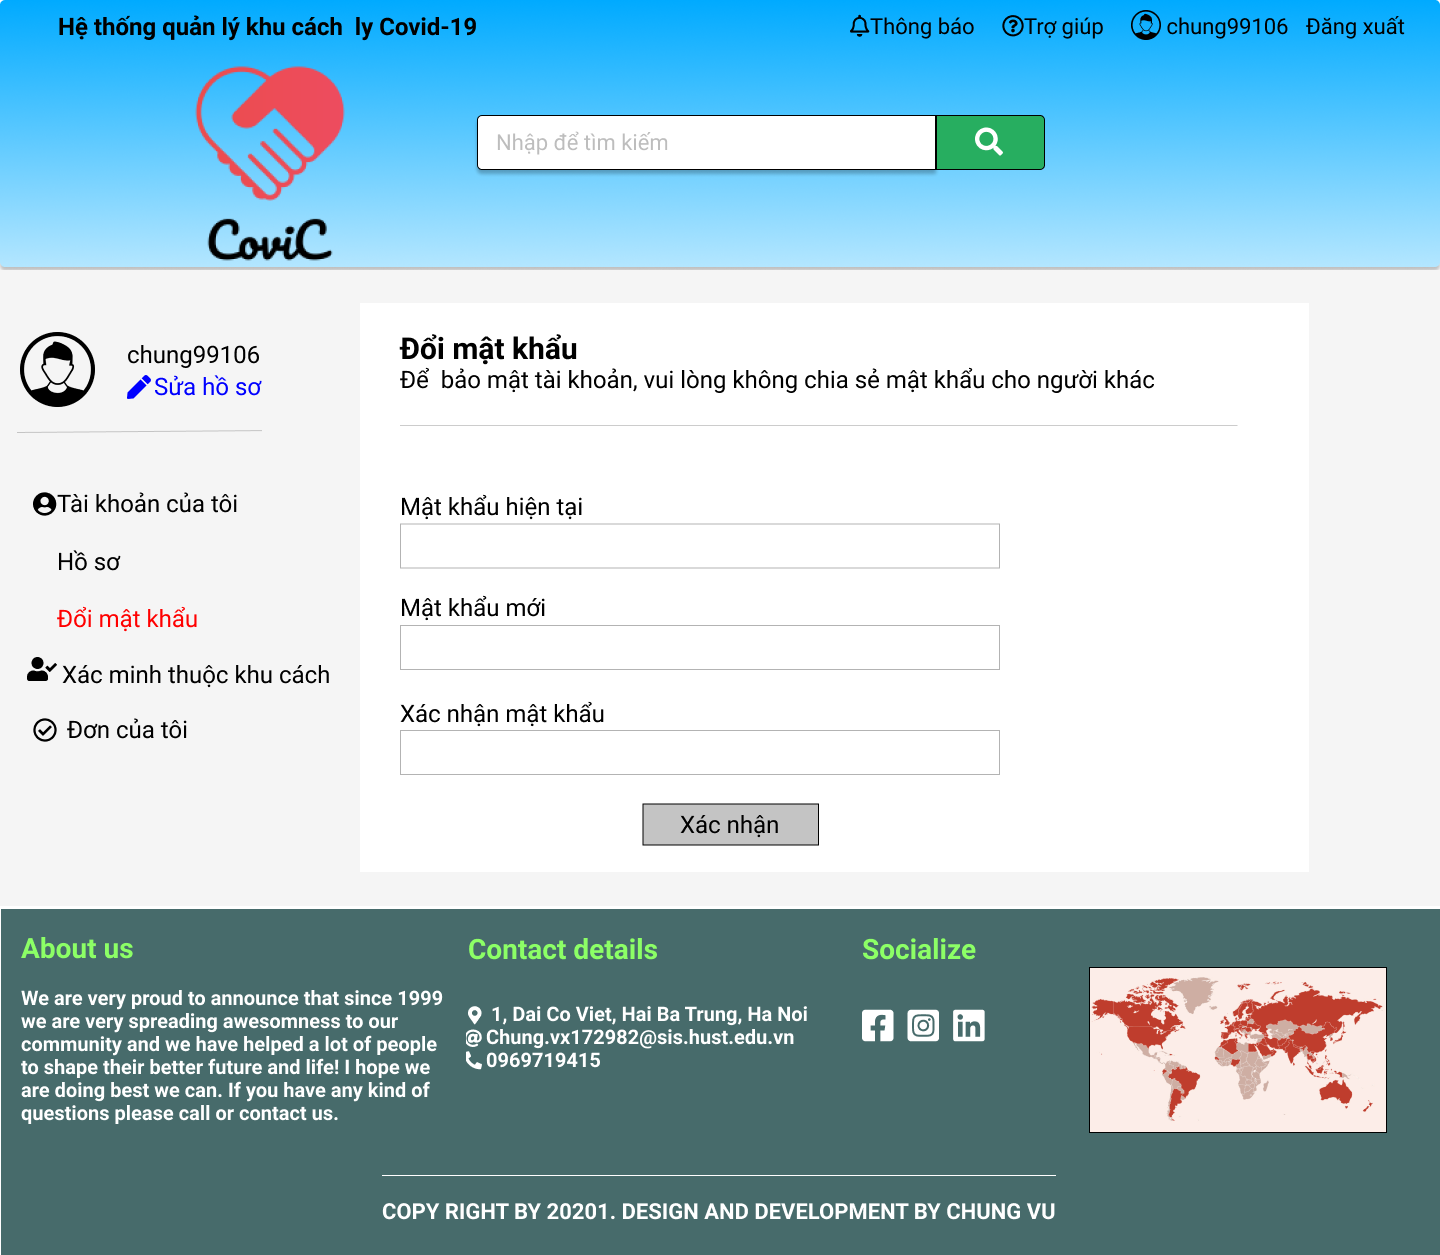 Hệ thống quản lý khu cách  ly Covid-19
Thông báo
Trợ giúp
chung99106
Đăng xuất
CoviC
Nhập để tìm kiếm
chung99106
Sửa hồ sơ
Tài khoản của tôi
Hồ sơ
Đổi mật khẩu
Xác minh thuộc khu cách
Đơn của tôi
Đổi mật khẩu
Để  bảo mật tài khoản, vui lòng không chia sẻ mật khẩu cho người khác
Mật khẩu hiện tại
Mật khẩu mới
Xác nhận mật khẩu
Xác nhận
About us
We are very proud to announce that since 1999
we are very spreading awesomness to our
community and we have helped a lot of people
to shape their better future and life! I hope we
are doing best we can. If you have any kind of
questions please call or contact us.
Contact details
1, Dai Co Viet, Hai Ba Trung, Ha Noi
Chung.vx172982@sis.hust.edu.vn
0969719415
Socialize
COPY RIGHT BY 20201. DESIGN AND DEVELOPMENT BY CHUNG VU